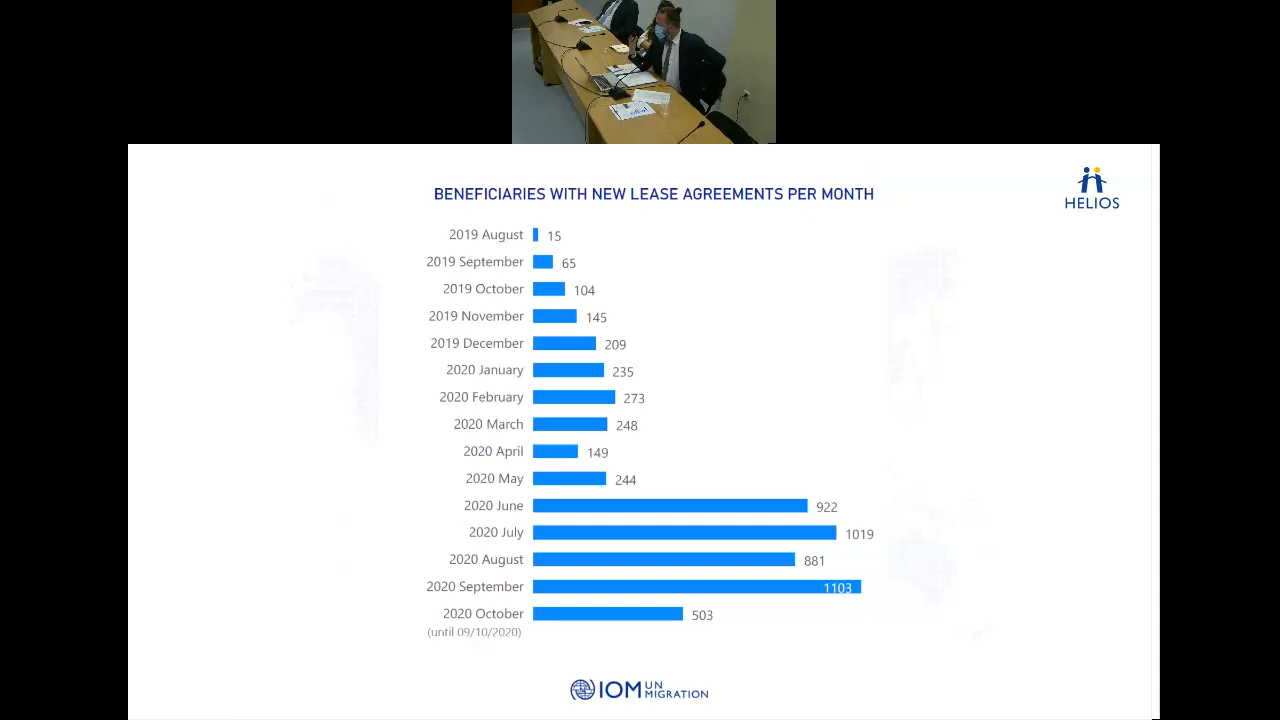 BENEFICIARIES WITH NEW LEASE AGREEMENTS PER MONTH
HELIOS
2019 August 15
2019 September 65
2019 October 104
2019 November 145
2019 December 209
2020 January 235
2020 February 273
2020 March 248
2020 April 149
2020 May 244
2020 June 922
2020 July 1019
2020 August 881
2020 September 1103
2020 October 503
(until 09/10/2020)
IOM UN MIGRATION